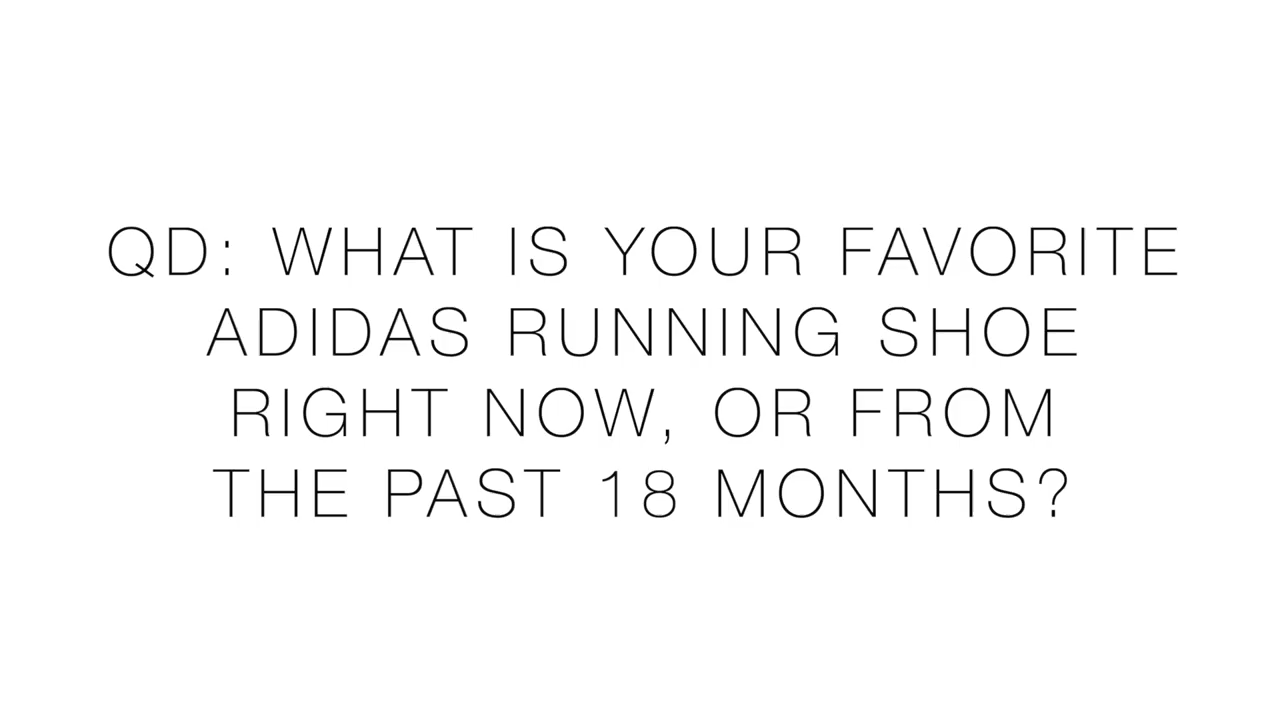 QD: WHAT IS YOUR FAVORITE
ADIDAS RUNNING SHOE
RIGHT NOW, OR FROM
THE PAST 18 MONTHS?